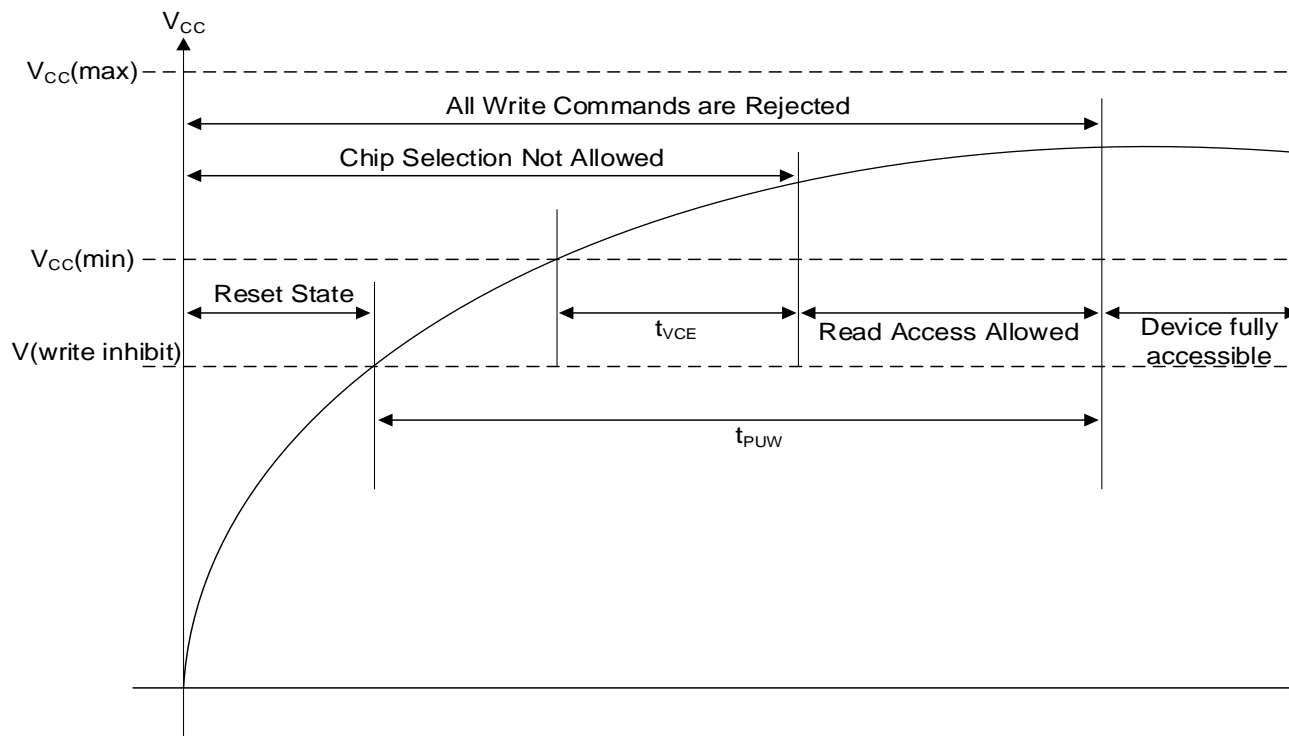 VCC
VCC(max)
All Write Commands are Rejected
Chip Selection Not Allowed
VCC(min)
Reset State
tVCE
Read Access Allowed
Device fully
accessible
V(write inhibit)
tPUW